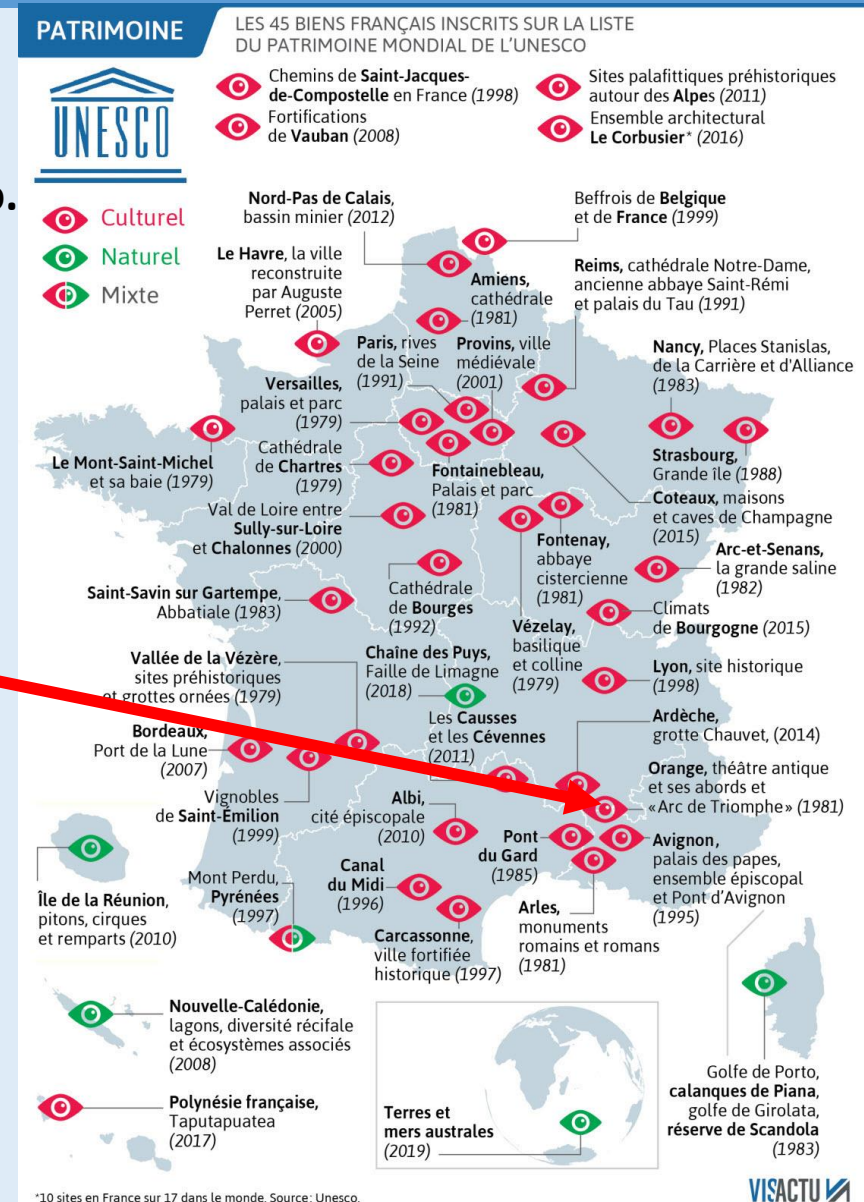 PATRIMOINE
LES 45 BIENS FRANÇAIS INSCRITS SUR LA LISTE
DU PATRIMOINE MONDIAL DE L'UNESCO
UNESCO
Chemins de Saint-Jacques-
de-Compostelle en France (1998)
Fortifications
de Vauban (2008)
Sites palafittiques préhistoriques
autour des Alpes (2011)
Ensemble architectural
Le Corbusier* (2016)
Culturel
Naturel
Mixte
Nord-Pas de Calais,
bassin minier (2012)
Beffrois de Belgique
et de France (1999)
Le Havre, la ville
reconstruite
par Auguste
Perret (2005)
Amiens,
cathédrale
(1981)
Reims, cathédrale Notre-Dame,
ancienne abbaye Saint-Rémi
et palais du Tau (1991)
Paris, rives
de la Seine
(1991)
Provins, ville
médiévale
(2001)
Nancy, Places Stanislas,
de la Carrière et d'Alliance
(1983)
Versailles,
palais et parc
(1979)
Le Mont-Saint-Michel
et sa baie (1979)
Cathédrale
de Chartres
(1979)
Fontainebleau,
Palais et parc
(1981)
Strasbourg,
Grande île (1988)
Coteaux, maisons
et caves de Champagne
(2015)
Val de Loire entre
Sully-sur-Loire
et Chalonnes (2000)
Fontenay,
abbaye
cistercienne
(1981)
Arc-et-Senans,
la grande saline
(1982)
Saint-Savin sur Gartempe,
Abbatiale (1983)
Cathédrale
de Bourges
(1992)
Climats
de Bourgogne (2015)
Vézelay,
basilique
et colline
(1979)
Vallée de la Vézère,
sites préhistoriques
et grottes ornées (1979)
Chaîne des Puys,
Faille de Limagne
(2018)
Lyon, site historique
(1998)
Bordeaux,
Port de la Lune
(2007)
Les Causses
et les Cévennes
(2011)
Ardèche,
grotte Chauvet, (2014)
Orange, théâtre antique
et ses abords et
«Arc de Triomphe» (1981)
Vignobles
de Saint-Émilion
(1999)
Albi,
cité épiscopale
(2010)
Pont
du Gard
(1985)
Avignon,
palais des papes,
ensemble épiscopal
et Pont d'Avignon
(1995)
Île de la Réunion,
pitons, cirques
et remparts (2010)
Mont Perdu,
Pyrénées
(1997)
Canal
du Midi
(1996)
Carcassonne,
ville fortifiée
historique (1997)
Arles,
monuments
romains et romans
(1981)
Nouvelle-Calédonie,
lagons, diversité récifale
et écosystèmes associés
(2008)
Polynésie française,
Taputapuatea
(2017)
Terres et
mers australes
(2019)
Golfe de Porto,
calanques de Piana,
golfe de Girolata,
réserve de Scandola
(1983)
*10 sites en France sur 17 dans le monde. Source: Unesco.
VISACTU